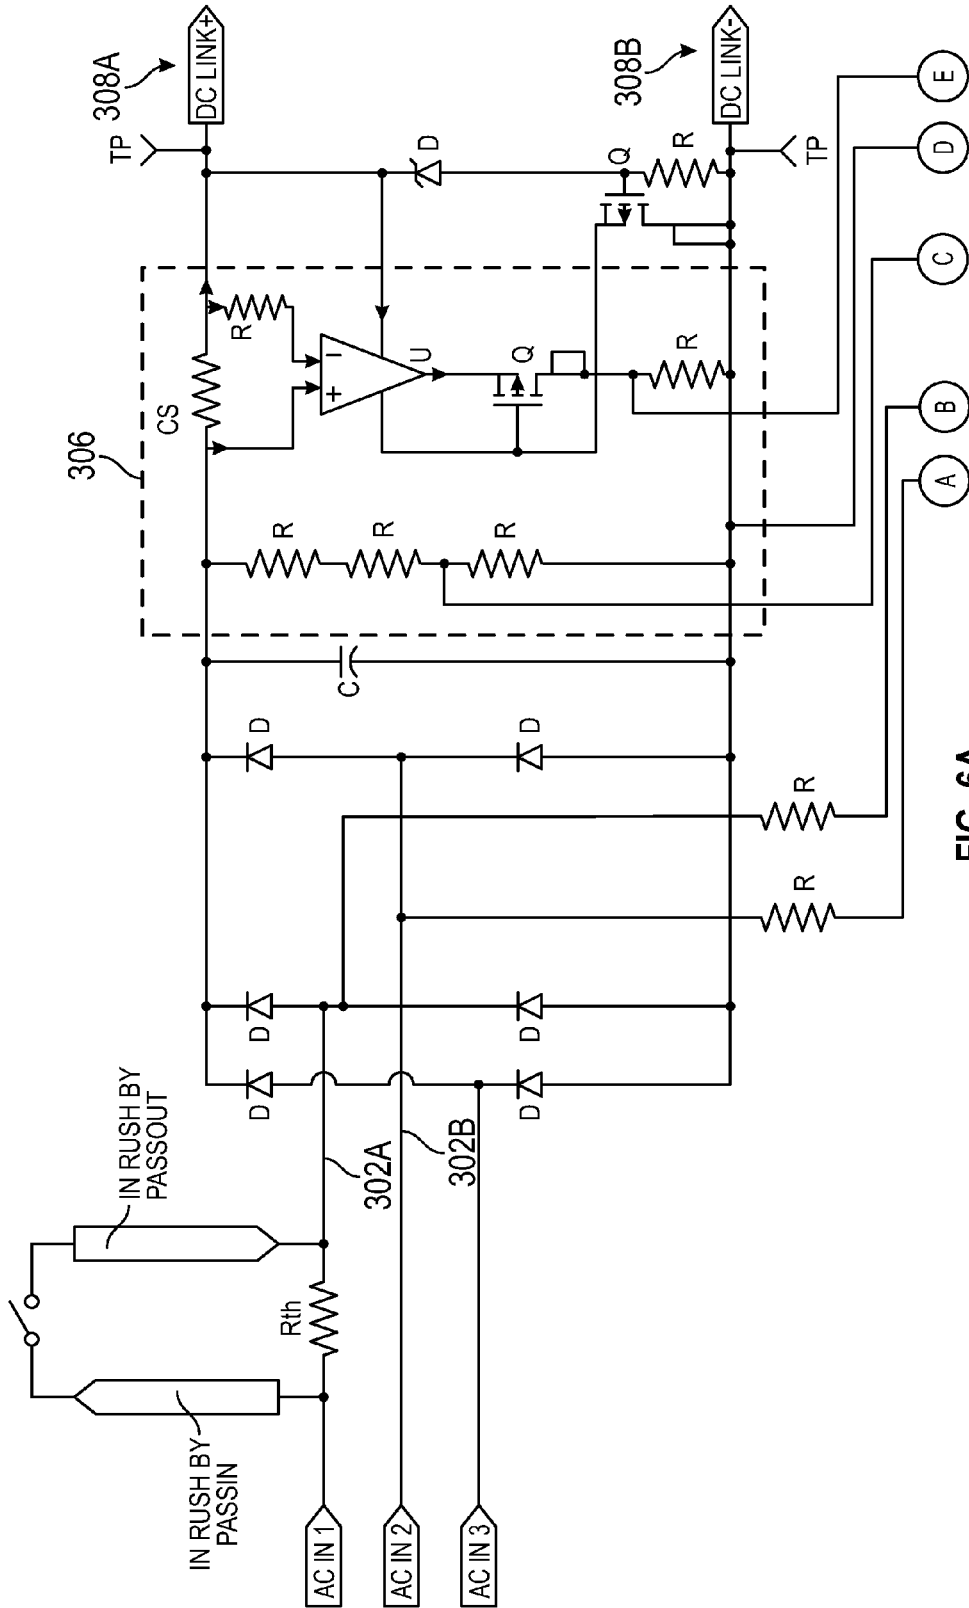 IN RUSH BY
PASSIN
IN RUSH BY
PASSOUT
AC IN 1
AC IN 2
AC IN 3
Rth
302A
302B
D
D
D
D
D
D
C
R
R
306
R
R
R
CS
R
+
−
U
Q
R
D
Q
R
TP
TP
308A
308B
DC LINK+
DC LINK-
A
B
C
D
E
FIG. 6A